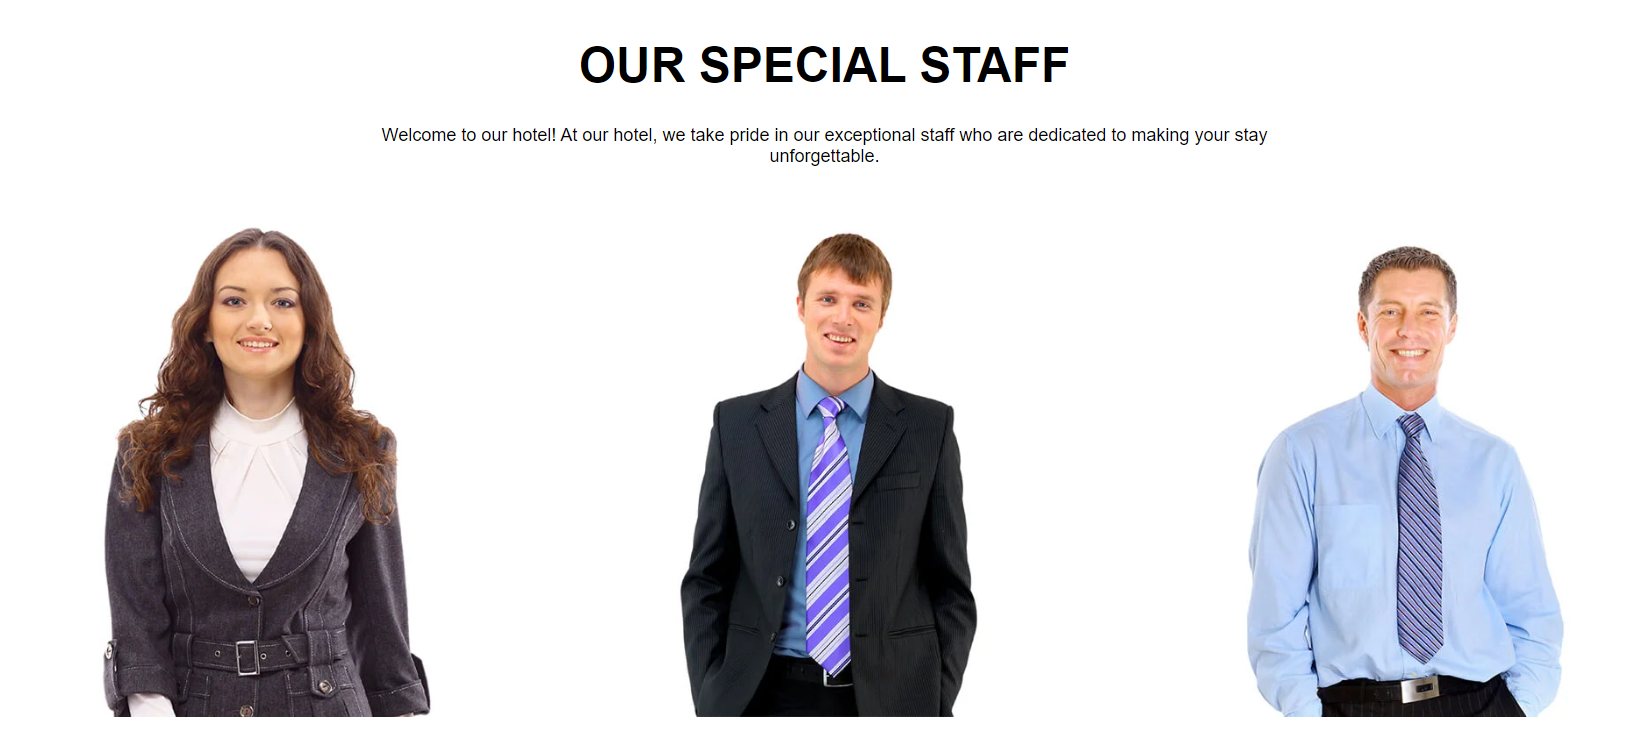 OUR SPECIAL STAFF
Welcome to our hotel! At our hotel, we take pride in our exceptional staff who are dedicated to making your stay
unforgettable.